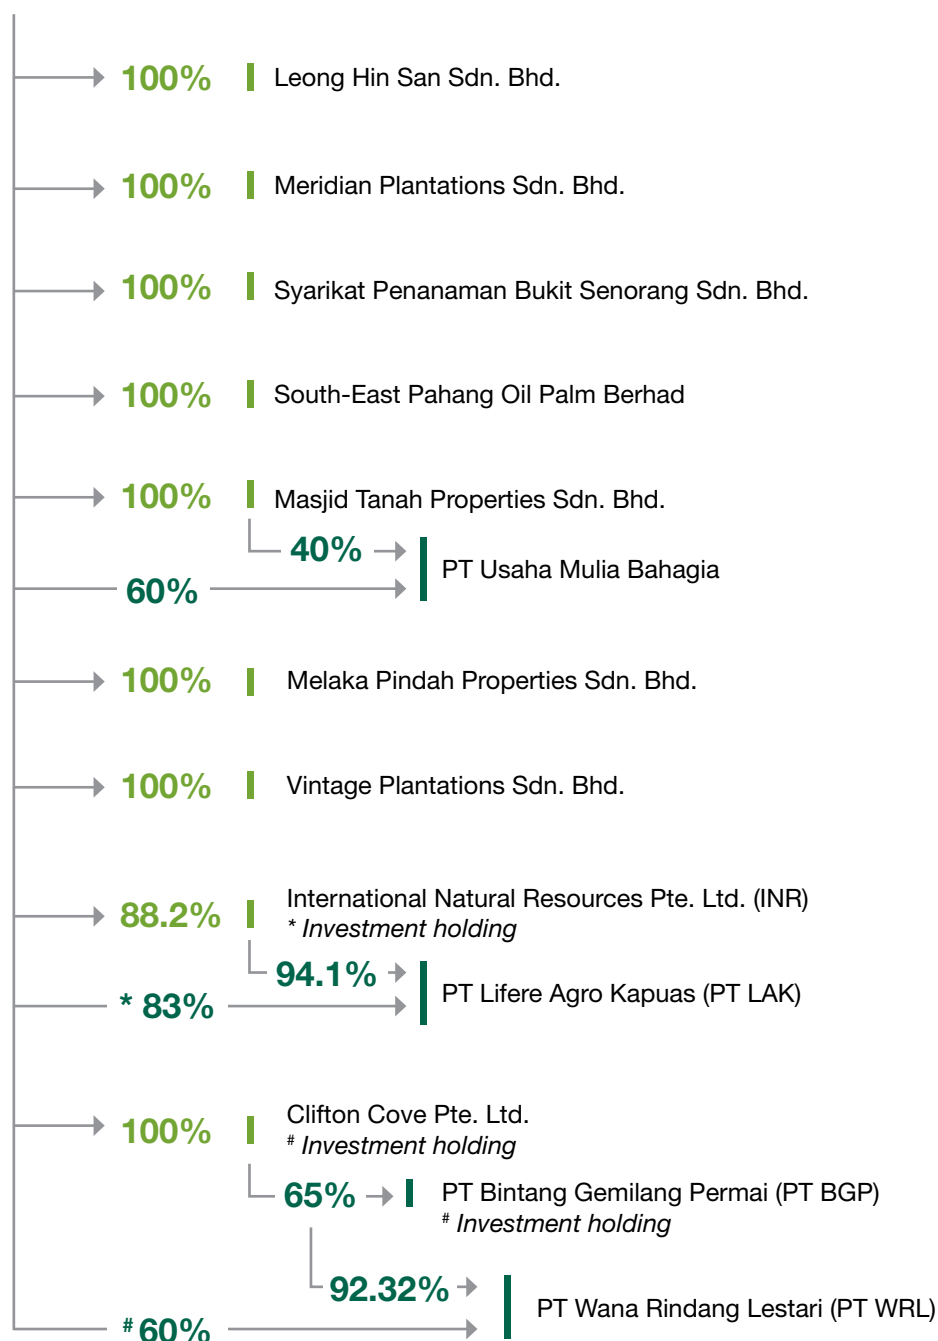 100% Leong Hin San Sdn. Bhd.
100% Meridian Plantations Sdn. Bhd.
100% Syarikat Penanaman Bukit Senorang Sdn. Bhd.
100% South-East Pahang Oil Palm Berhad
100% Masjid Tanah Properties Sdn. Bhd.
40%
PT Usaha Mulia Bahagia
60%
100% Melaka Pindah Properties Sdn. Bhd.
100% Vintage Plantations Sdn. Bhd.
88.2% International Natural Resources Pte. Ltd. (INR)
* Investment holding
94.1%
PT Lifere Agro Kapuas (PT LAK)
* 83%
100% Clifton Cove Pte. Ltd.
# Investment holding
65% PT Bintang Gemilang Permai (PT BGP)
# Investment holding
92.32%
PT Wana Rindang Lestari (PT WRL)
# 60%